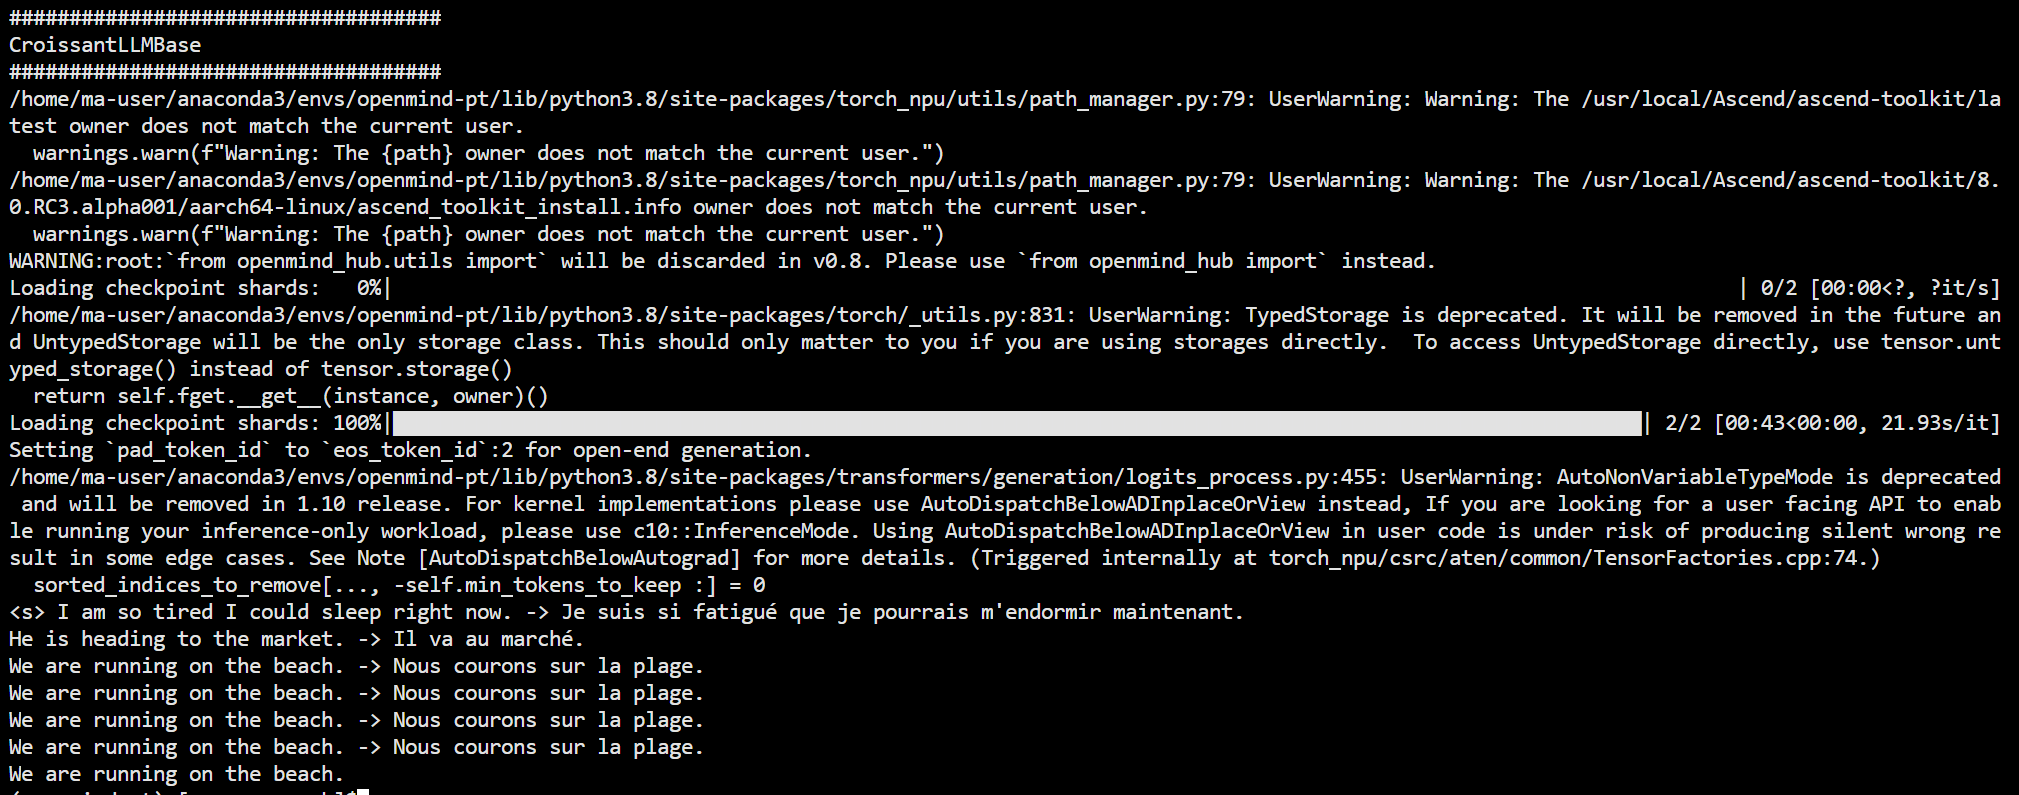 ####################################
CroissantLLMBase
####################################
/home/ma-user/anaconda3/envs/openmind-pt/lib/python3.8/site-packages/torch_npu/utils/path_manager.py:79: UserWarning: Warning: The /usr/local/Ascend/ascend-toolkit/la
test owner does not match the current user.
  warnings.warn(f"Warning: The {path} owner does not match the current user.")
/home/ma-user/anaconda3/envs/openmind-pt/lib/python3.8/site-packages/torch_npu/utils/path_manager.py:79: UserWarning: Warning: The /usr/local/Ascend/ascend-toolkit/8.
0.RC3.alpha001/aarch64-linux/ascend_toolkit_install.info owner does not match the current user.
  warnings.warn(f"Warning: The {path} owner does not match the current user.")
WARNING:root:`from openmind_hub.utils import` will be discarded in v0.8. Please use `from openmind_hub import` instead.
Loading checkpoint shards:   0%|                                                                                                                | 0/2 [00:00<?, ?it/s]
/home/ma-user/anaconda3/envs/openmind-pt/lib/python3.8/site-packages/torch/_utils.py:831: UserWarning: TypedStorage is deprecated. It will be removed in the future an
d UntypedStorage will be the only storage class. This should only matter to you if you are using storages directly.  To access UntypedStorage directly, use tensor.unt
yped_storage() instead of tensor.storage()
  return self.fget.__get__(instance, owner)()
Loading checkpoint shards: 100%|████████████████████████████████████████████████████████████████████████████████████████████████████████| 2/2 [00:43<00:00, 21.93s/it]
Setting `pad_token_id` to `eos_token_id`:2 for open-end generation.
/home/ma-user/anaconda3/envs/openmind-pt/lib/python3.8/site-packages/transformers/generation/logits_process.py:455: UserWarning: AutoNonVariableTypeMode is deprecated
 and will be removed in 1.10 release. For kernel implementations please use AutoDispatchBelowADInplaceOrView instead, If you are looking for a user facing API to enab
le running your inference-only workload, please use c10::InferenceMode. Using AutoDispatchBelowADInplaceOrView in user code is under risk of producing silent wrong re
sult in some edge cases. See Note [AutoDispatchBelowAutograd] for more details. (Triggered internally at torch_npu/csrc/aten/common/TensorFactories.cpp:74.)
  sorted_indices_to_remove[..., -self.min_tokens_to_keep :] = 0
<s> I am so tired I could sleep right now. -> Je suis si fatigué que je pourrais m'endormir maintenant.
He is heading to the market. -> Il va au marché.
We are running on the beach. -> Nous courons sur la plage.
We are running on the beach. -> Nous courons sur la plage.
We are running on the beach. -> Nous courons sur la plage.
We are running on the beach. -> Nous courons sur la plage.
We are running on the beach.